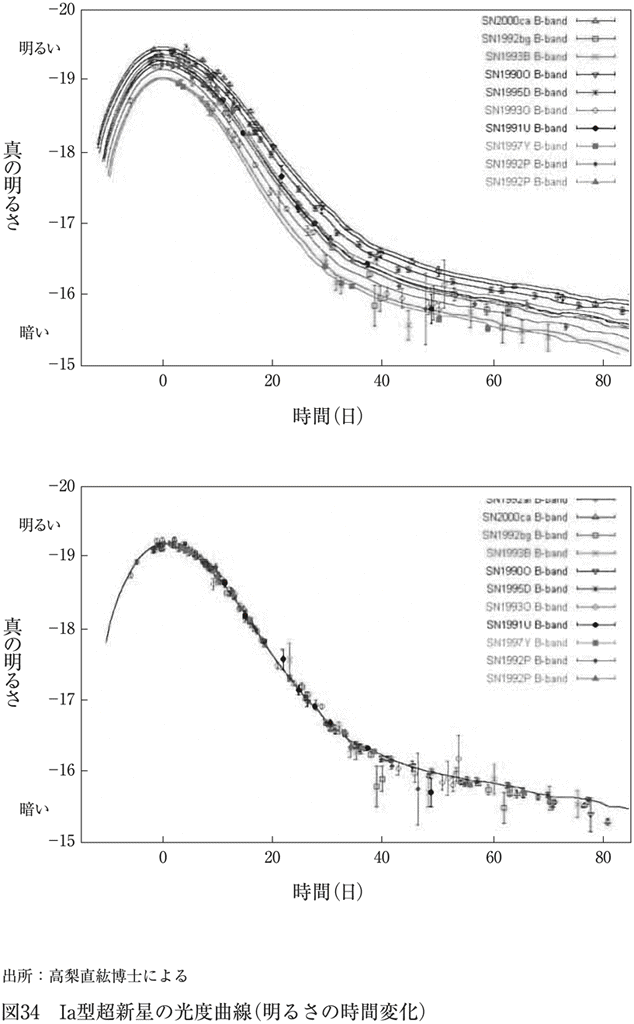 -20
明るい
-19
-18
-17
-16
暗い
-15
真の明るさ
SN2000ca B-band
SN1992bg B-band
SN1993B B-band
SN1990O B-band
SN1995D B-band
SN1993O B-band
SN1991U B-band
SN1997Y B-band
SN1992P B-band
SN1992P B-band
0 20 40 60 80
時間(日)
-20
明るい
-19
-18
-17
-16
暗い
-15
真の明るさ
SN2000ca B-band
SN1992bg B-band
SN1993B B-band
SN1990O B-band
SN1995D B-band
SN1993O B-band
SN1991U B-band
SN1997Y B-band
SN1992P B-band
SN1992P B-band
0 20 40 60 80
時間(日)
出所：高梨直紘博士による
図34 Ia型超新星の光度曲線(明るさの時間変化)